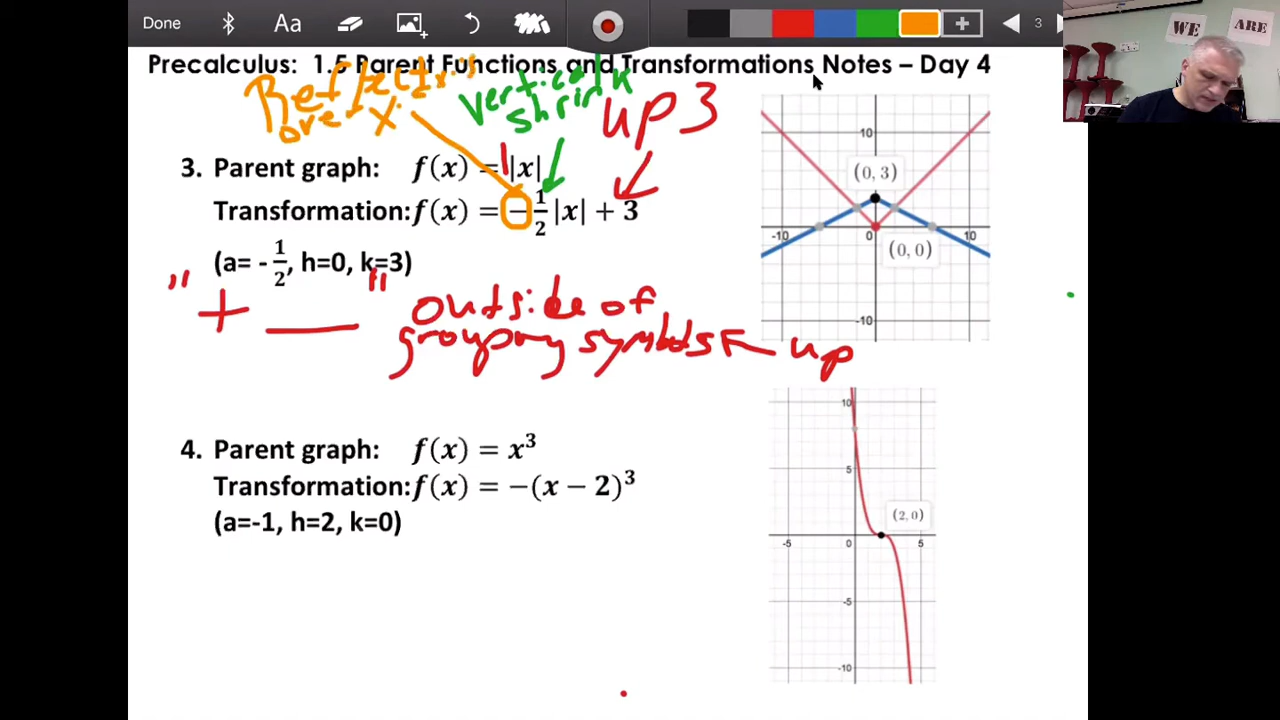 Done
Aa
3
WE
ARE
Precalculus: 1.5 Parent Functions and Transformations Notes – Day 4
Reflects
over
X
vertical
shrink
up 3
3. Parent graph: f(x) = |x|
Transformation: f(x) = −1/2|x| + 3
(a= - 1/2, h=0, k=3)
"+ ___" outside of
grouping symbols up
10
(0, 3)
-10
0
10
(0, 0)
-10
4. Parent graph: f(x) = x³
Transformation: f(x) = −(x − 2)³
(a=-1, h=2, k=0)
10
5
(2, 0)
-5
0
5
-5
-10